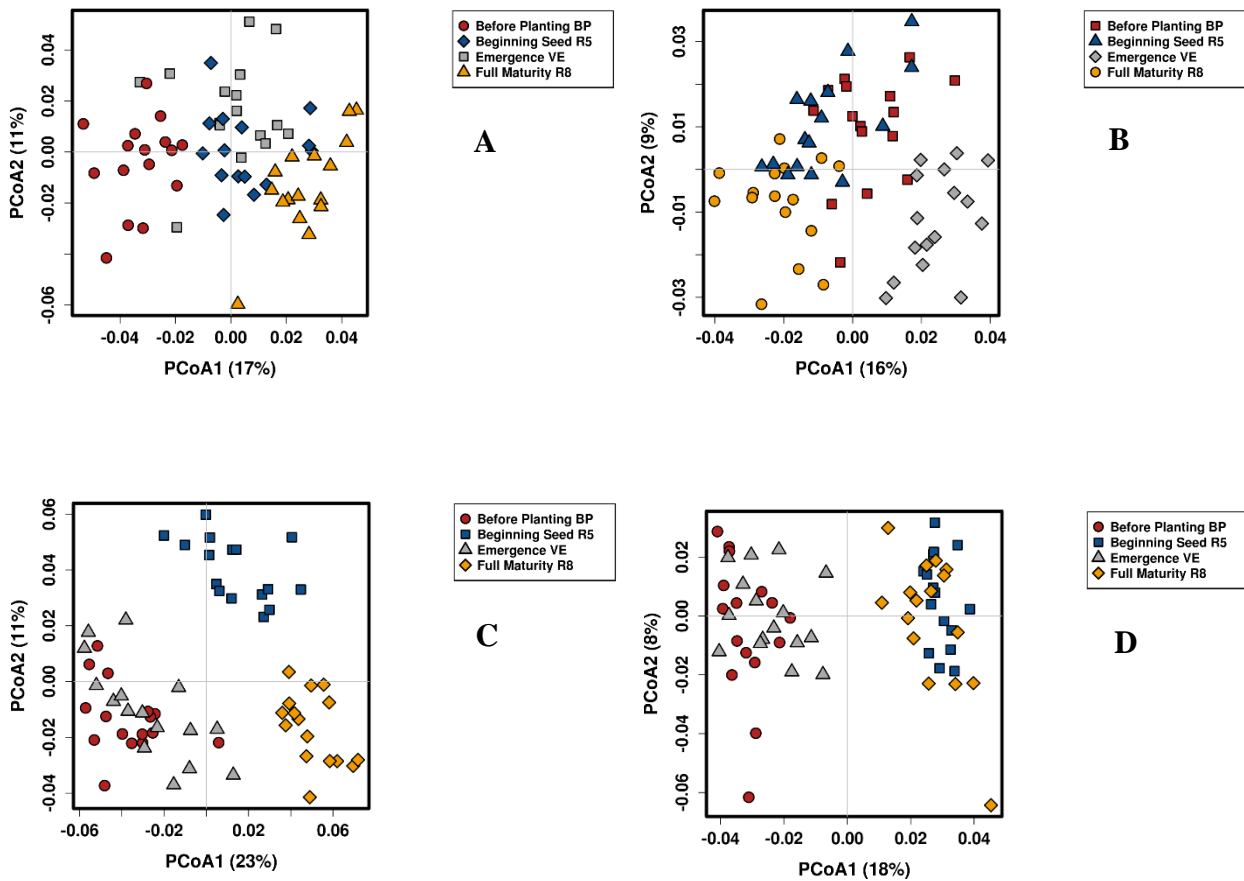 Before Planting BP
Beginning Seed R5
Emergence VE
Full Maturity R8
A
PCoA2 (11%)
0.04
0.02
0.00
-0.02
-0.06
-0.04
-0.02
0.00
0.02
0.04
PCoA1 (17%)
Before Planting BP
Beginning Seed R5
Emergence VE
Full Maturity R8
B
PCoA2 (9%)
0.03
0.01
-0.01
-0.03
-0.04
-0.02
0.00
0.02
0.04
PCoA1 (16%)
Before Planting BP
Beginning Seed R5
Emergence VE
Full Maturity R8
C
PCoA2 (11%)
0.06
0.04
0.02
0.00
-0.02
-0.04
-0.06
-0.02
0.02
0.06
PCoA1 (23%)
Before Planting BP
Beginning Seed R5
Emergence VE
Full Maturity R8
D
PCoA2 (8%)
0.02
0.00
-0.02
-0.06
-0.04
-0.02
0.00
0.02
0.04
PCoA1 (18%)